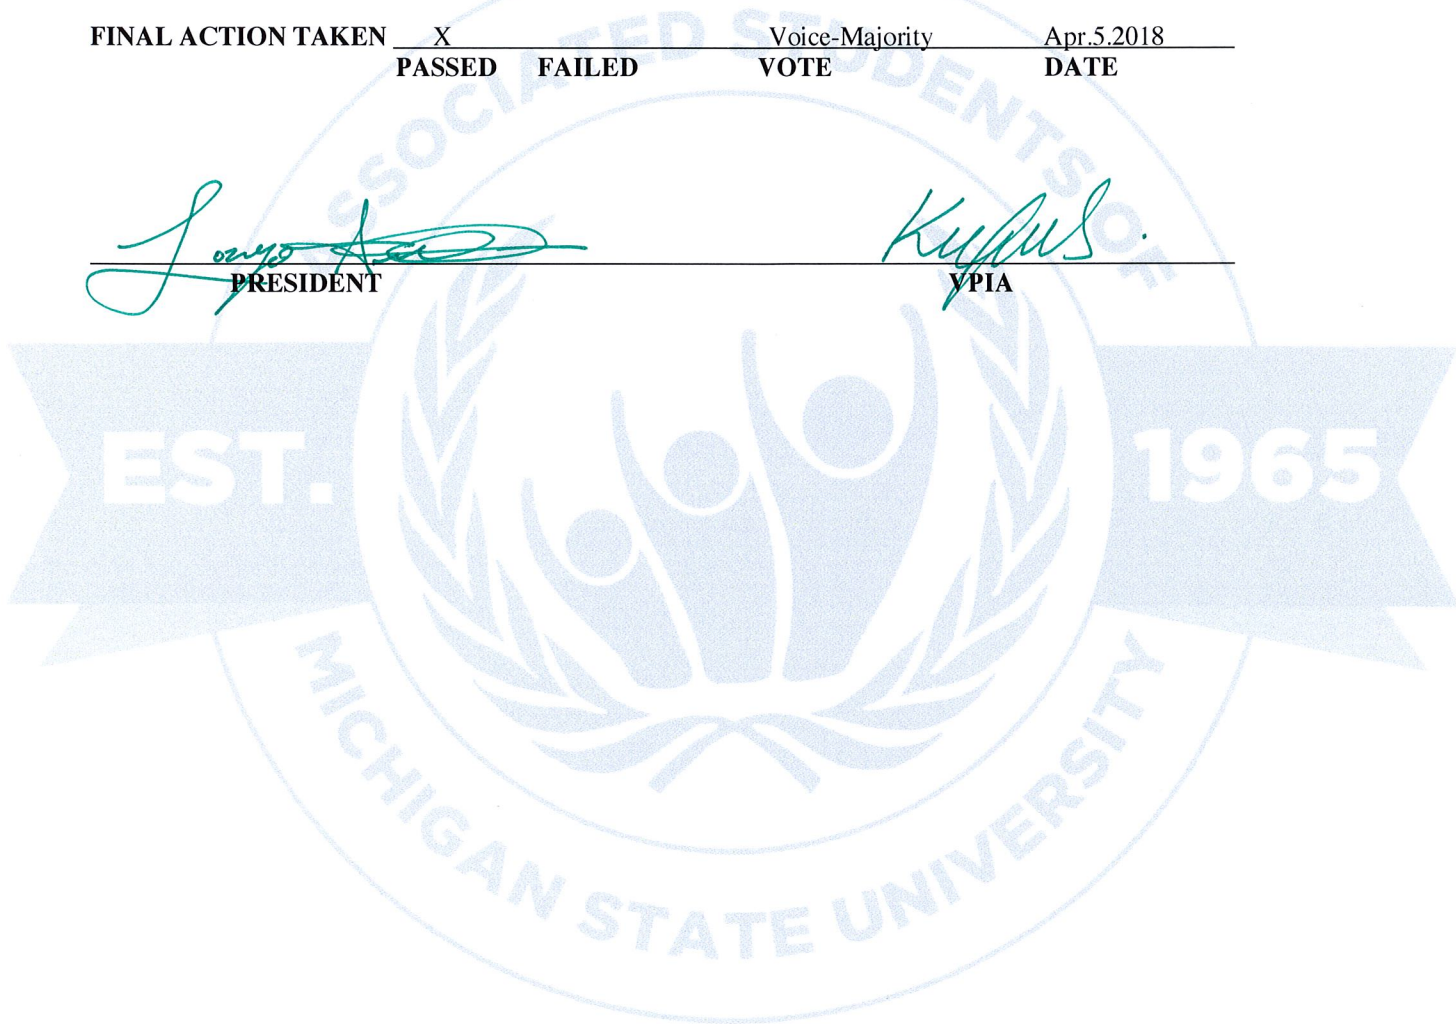 ASSOCIATED STUDENTS OF
FINAL ACTION TAKEN X Voice-Majority Apr.5.2018
PASSED FAILED VOTE DATE
PRESIDENT VPIA
EST. 1965
MICHIGAN STATE UNIVERSITY